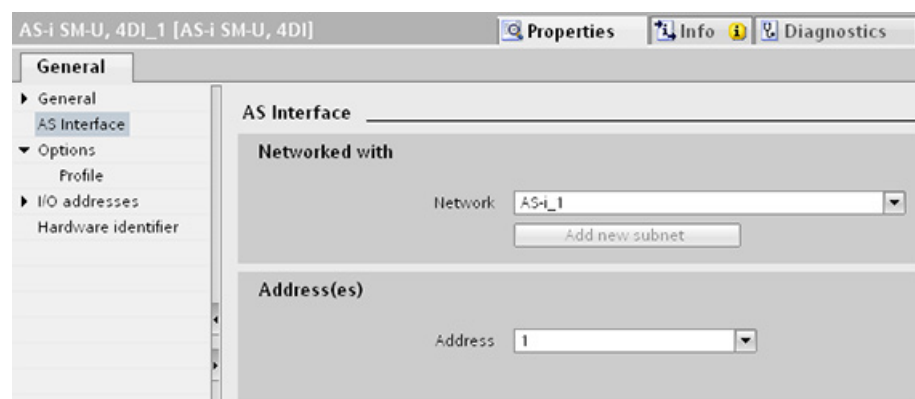 AS-i SM-U, 4DI_1 [AS-i SM-U, 4DI]
Properties
Info
Diagnostics
General
General
AS Interface
Options
Profile
I/O addresses
Hardware identifier
AS Interface
Networked with
Network AS-i_1
Add new subnet
Address(es)
Address 1